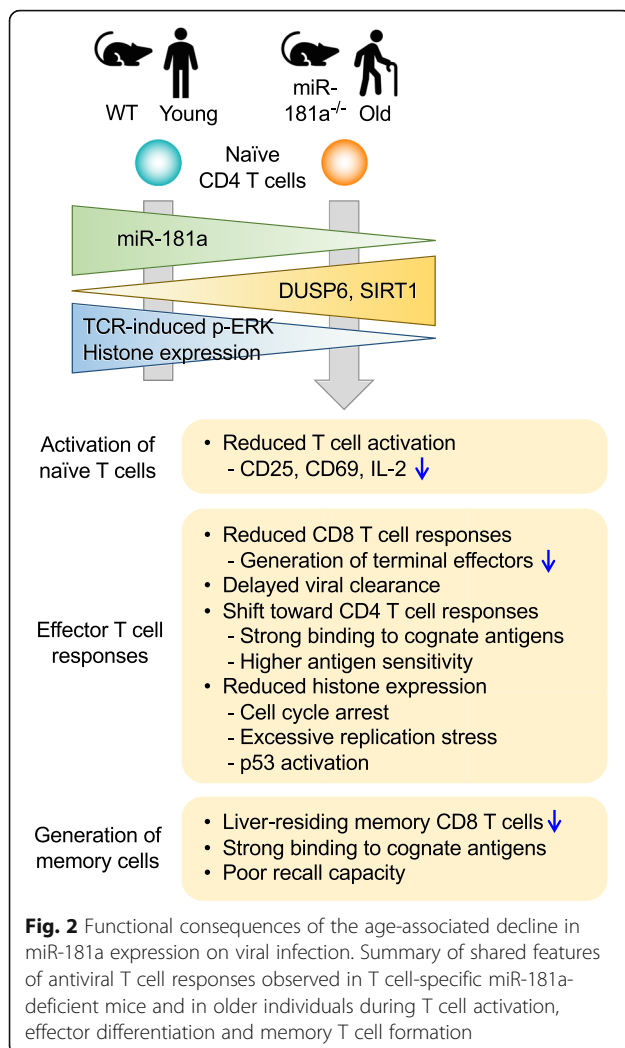 WT Young
miR-
181a-/- Old
Naïve
CD4 T cells
miR-181a
DUSP6, SIRT1
TCR-induced p-ERK
Histone expression
Activation of
naïve T cells
• Reduced T cell activation
- CD25, CD69, IL-2 ↓
Effector T cell
responses
• Reduced CD8 T cell responses
- Generation of terminal effectors ↓
• Delayed viral clearance
• Shift toward CD4 T cell responses
- Strong binding to cognate antigens
- Higher antigen sensitivity
• Reduced histone expression
- Cell cycle arrest
- Excessive replication stress
- p53 activation
Generation of
memory cells
• Liver-residing memory CD8 T cells ↓
• Strong binding to cognate antigens
• Poor recall capacity
Fig. 2 Functional consequences of the age-associated decline in
miR-181a expression on viral infection. Summary of shared features
of antiviral T cell responses observed in T cell-specific miR-181a-
deficient mice and in older individuals during T cell activation,
effector differentiation and memory T cell formation